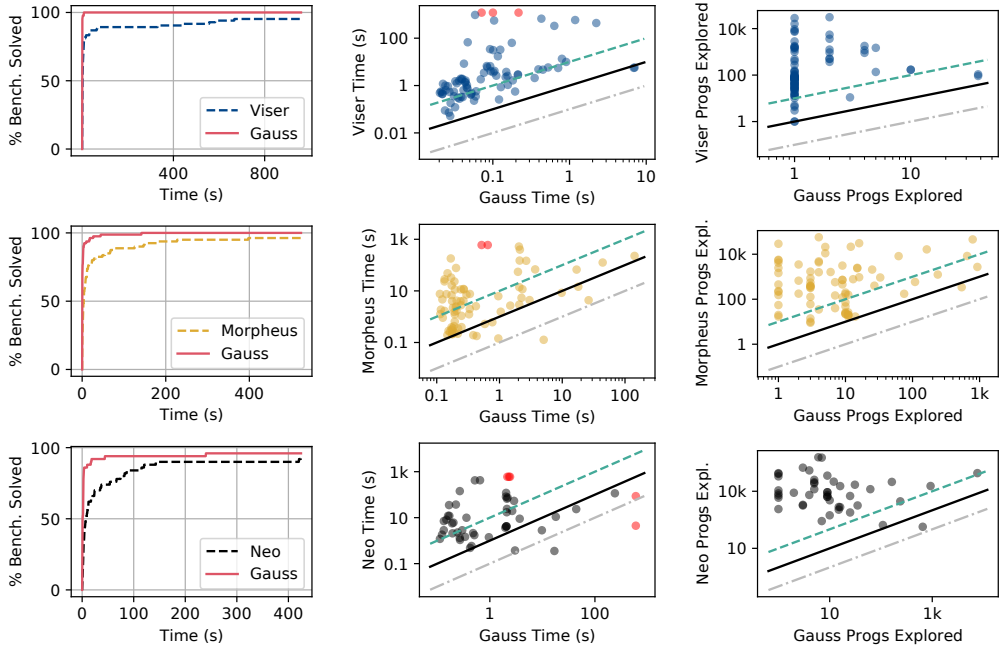 % Bench. Solved
100
50
0
Viser
Gauss
400
800
Time (s)
Viser Time (s)
100
1
0.01
0.1
1
10
Gauss Time (s)
Viser Progs Explored
10k
100
1
1
10
Gauss Progs Explored
% Bench. Solved
100
50
0
Morpheus
Gauss
0
200
400
Time (s)
Morpheus Time (s)
1k
10
0.1
0.1
1
10
100
Gauss Time (s)
Morpheus Progs Expl.
10k
100
1
1
10
100
1k
Gauss Progs Explored
% Bench. Solved
100
50
0
Neo
Gauss
0
100
200
300
400
Time (s)
Neo Time (s)
1k
10
0.1
1
100
Gauss Time (s)
Neo Progs Expl.
10k
10
10
1k
Gauss Progs Explored